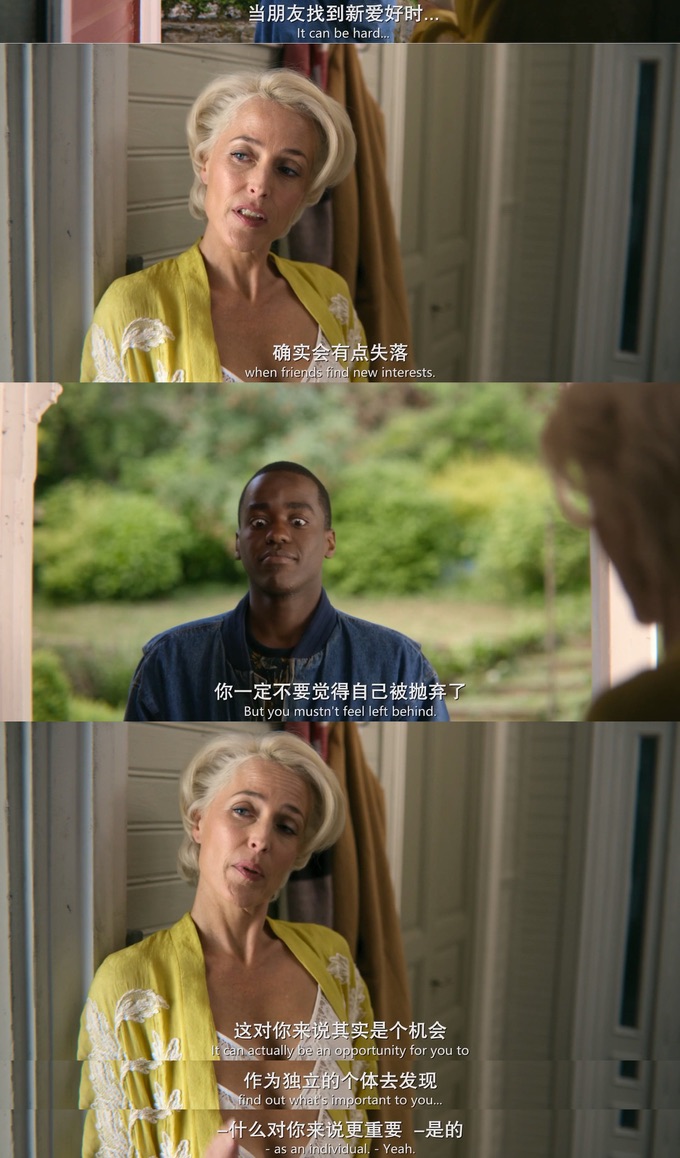 当朋友找到新爱好时...
It can be hard...
确实会有点失落
when friends find new interests.
你一定不要觉得自己被抛弃了
But you mustn't feel left behind.
这对你来说其实是个机会
It can actually be an opportunity for you to
作为独立的个体去发现
find out what's important to you...
–什么对你来说更重要 –是的
- as an individual. - Yeah.